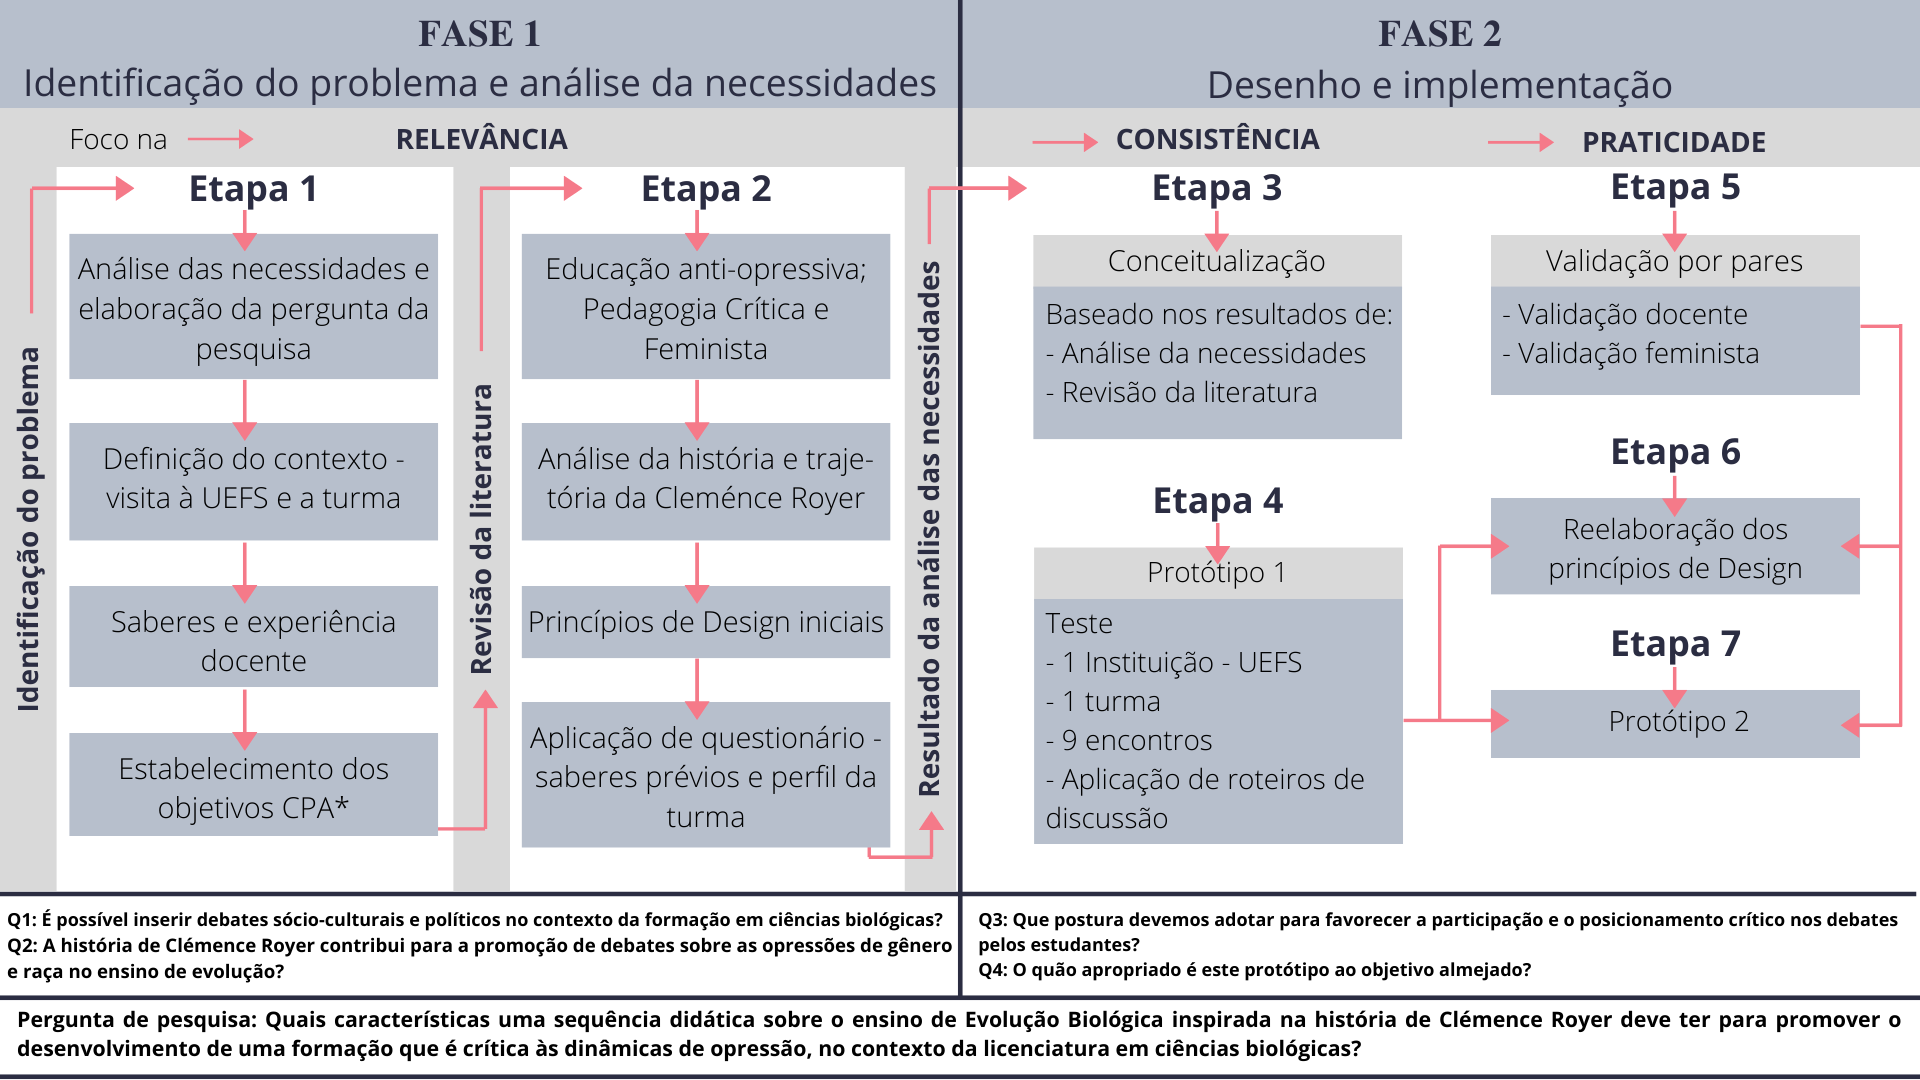 FASE 1
Identificação do problema e análise da necessidades
Foco na
RELEVÂNCIA
Identificação do problema
Etapa 1
Análise das necessidades e
elaboração da pergunta da
pesquisa
Definição do contexto -
visita à UEFS e a turma
Saberes e experiência
docente
Estabelecimento dos
objetivos CPA*
Revisão da literatura
Etapa 2
Educação anti-opressiva;
Pedagogia Crítica e
Feminista
Análise da história e traje-
tória da Cleménce Royer
Princípios de Design iniciais
Aplicação de questionário -
saberes prévios e perfil da
turma
Resultado da análise das necessidades
FASE 2
Desenho e implementação
CONSISTÊNCIA
PRATICIDADE
Etapa 3
Conceitualização
Baseado nos resultados de:
- Análise da necessidades
- Revisão da literatura
Etapa 4
Protótipo 1
Teste
- 1 Instituição - UEFS
- 1 turma
- 9 encontros
- Aplicação de roteiros de
discussão
Etapa 5
Validação por pares
- Validação docente
- Validação feminista
Etapa 6
Reelaboração dos
princípios de Design
Etapa 7
Protótipo 2
Q1: É possível inserir debates sócio-culturais e políticos no contexto da formação em ciências biológicas?
Q2: A história de Clémence Royer contribui para a promoção de debates sobre as opressões de gênero
e raça no ensino de evolução?
Q3: Que postura devemos adotar para favorecer a participação e o posicionamento crítico nos debates
pelos estudantes?
Q4: O quão apropriado é este protótipo ao objetivo almejado?
Pergunta de pesquisa: Quais características uma sequência didática sobre o ensino de Evolução Biológica inspirada na história de Clémence Royer deve ter para promover o
desenvolvimento de uma formação que é crítica às dinâmicas de opressão, no contexto da licenciatura em ciências biológicas?